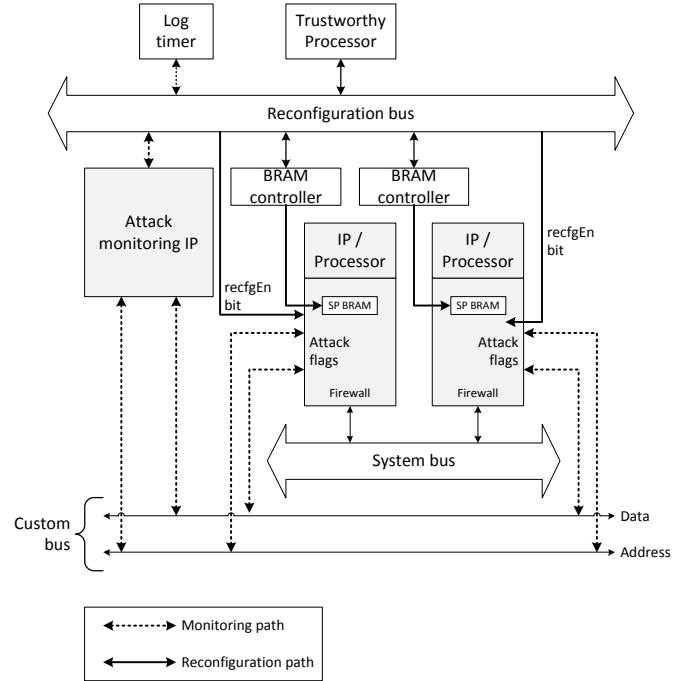 Log
timer
Trustworthy
Processor
Reconfiguration bus
BRAM
controller
BRAM
controller
Attack
monitoring IP
IP /
Processor
IP /
Processor
recfgEn
bit
recfgEn
bit
SP BRAM
SP BRAM
Attack
flags
Attack
flags
Firewall
Firewall
System bus
Custom
bus
Data
Address
Monitoring path
Reconfiguration path